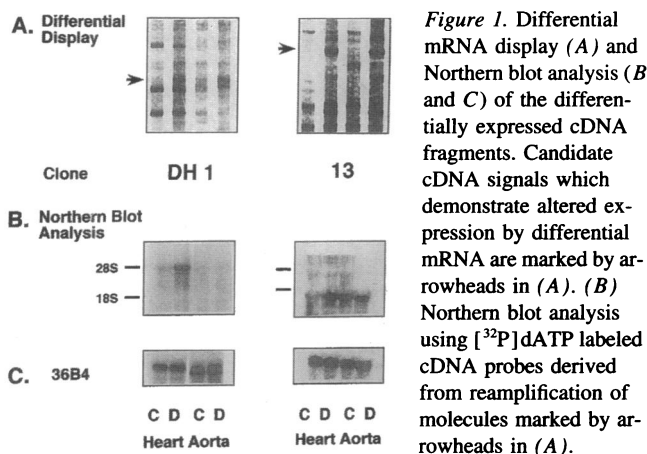 A. Differential
Display
Clone
DH 1
13
B. Northern Blot
Analysis
28S
18S
C. 36B4
C D C D
Heart Aorta
C D C D
Heart Aorta
Figure 1. Differential
mRNA display (A) and
Northern blot analysis (B
and C) of the differen-
tially expressed cDNA
fragments. Candidate
cDNA signals which
demonstrate altered ex-
pression by differential
mRNA are marked by ar-
rowheads in (A). (B)
Northern blot analysis
using [³²P]dATP labeled
cDNA probes derived
from reamplification of
molecules marked by ar-
rowheads in (A).